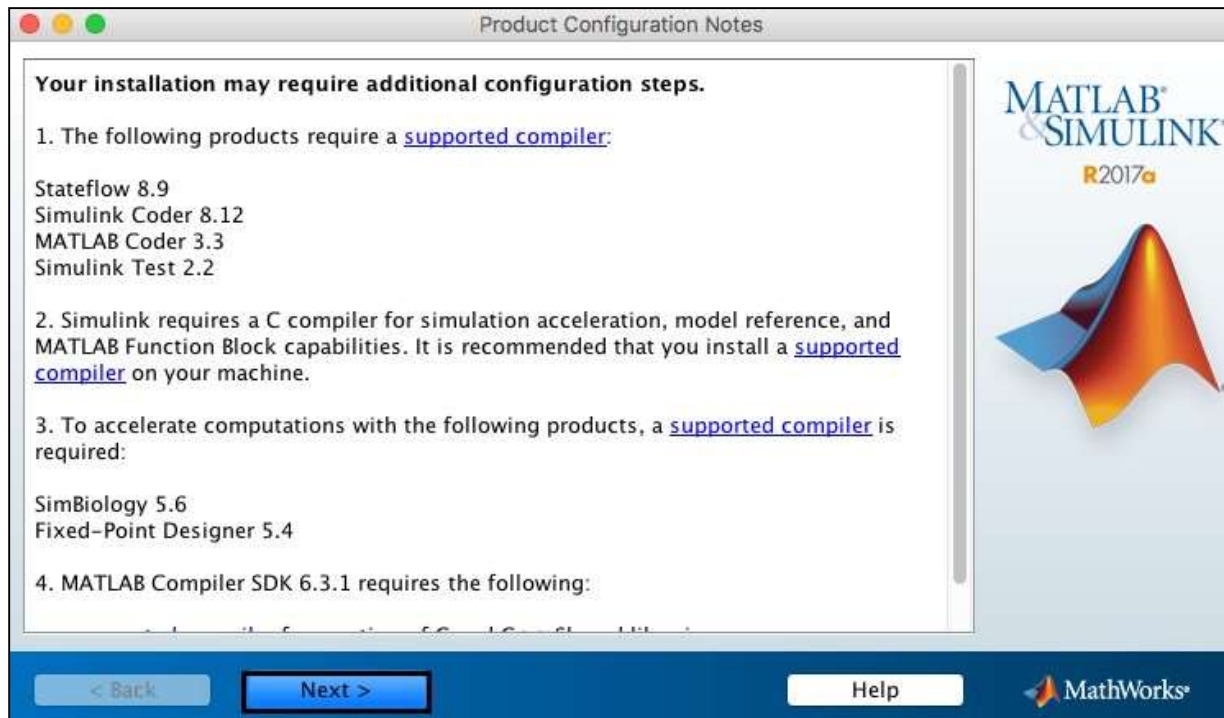 Product Configuration Notes
Your installation may require additional configuration steps.
1. The following products require a supported compiler:
Stateflow 8.9
Simulink Coder 8.12
MATLAB Coder 3.3
Simulink Test 2.2
2. Simulink requires a C compiler for simulation acceleration, model reference, and
MATLAB Function Block capabilities. It is recommended that you install a supported
compiler on your machine.
3. To accelerate computations with the following products, a supported compiler is
required:
SimBiology 5.6
Fixed-Point Designer 5.4
4. MATLAB Compiler SDK 6.3.1 requires the following:
MATLAB®
&SIMULINK®
R2017a
< Back
Next >
Help
MathWorks®